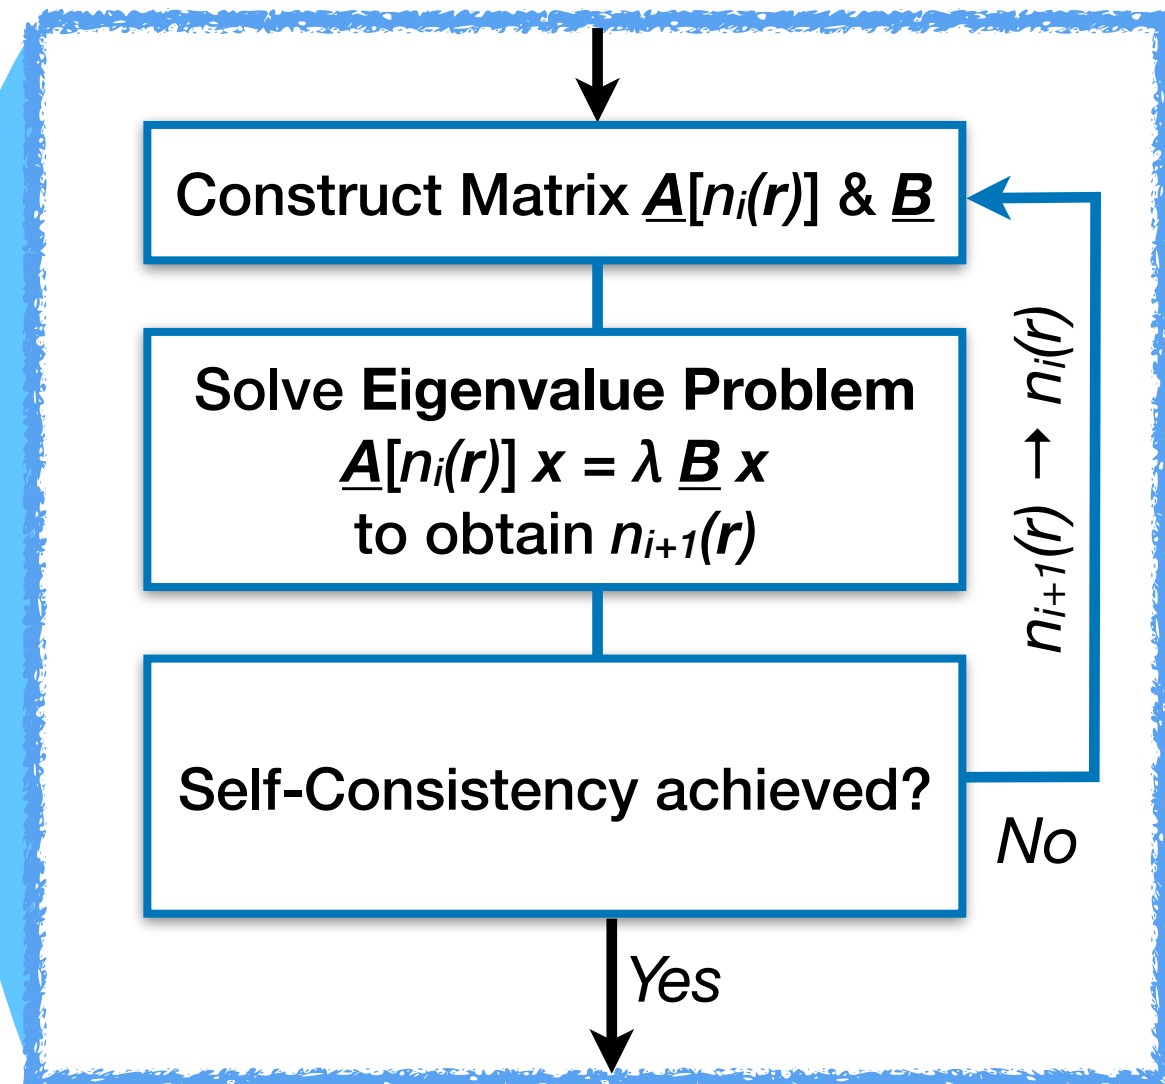 Construct Matrix A[nᵢ(r)] & B
Solve Eigenvalue Problem
A[nᵢ(r)] x = λ B x
to obtain nᵢ₊₁(r)
nᵢ₊₁(r) → nᵢ(r)
Self-Consistency achieved?
No
Yes